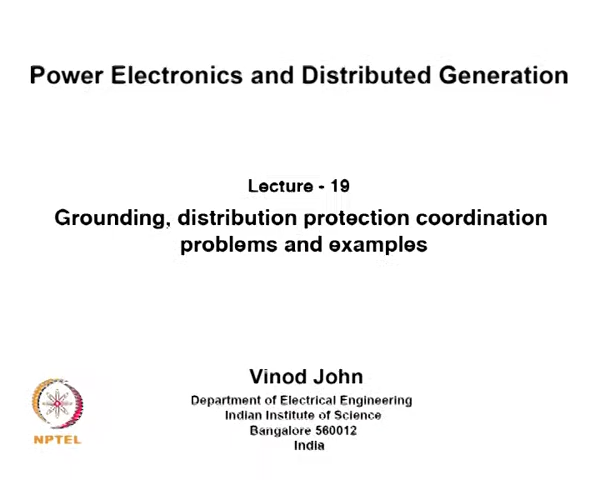 Power Electronics and Distributed Generation
Lecture - 19
Grounding, distribution protection coordination
problems and examples
Vinod John
Department of Electrical Engineering
Indian Institute of Science
Bangalore 560012
India
NPTEL